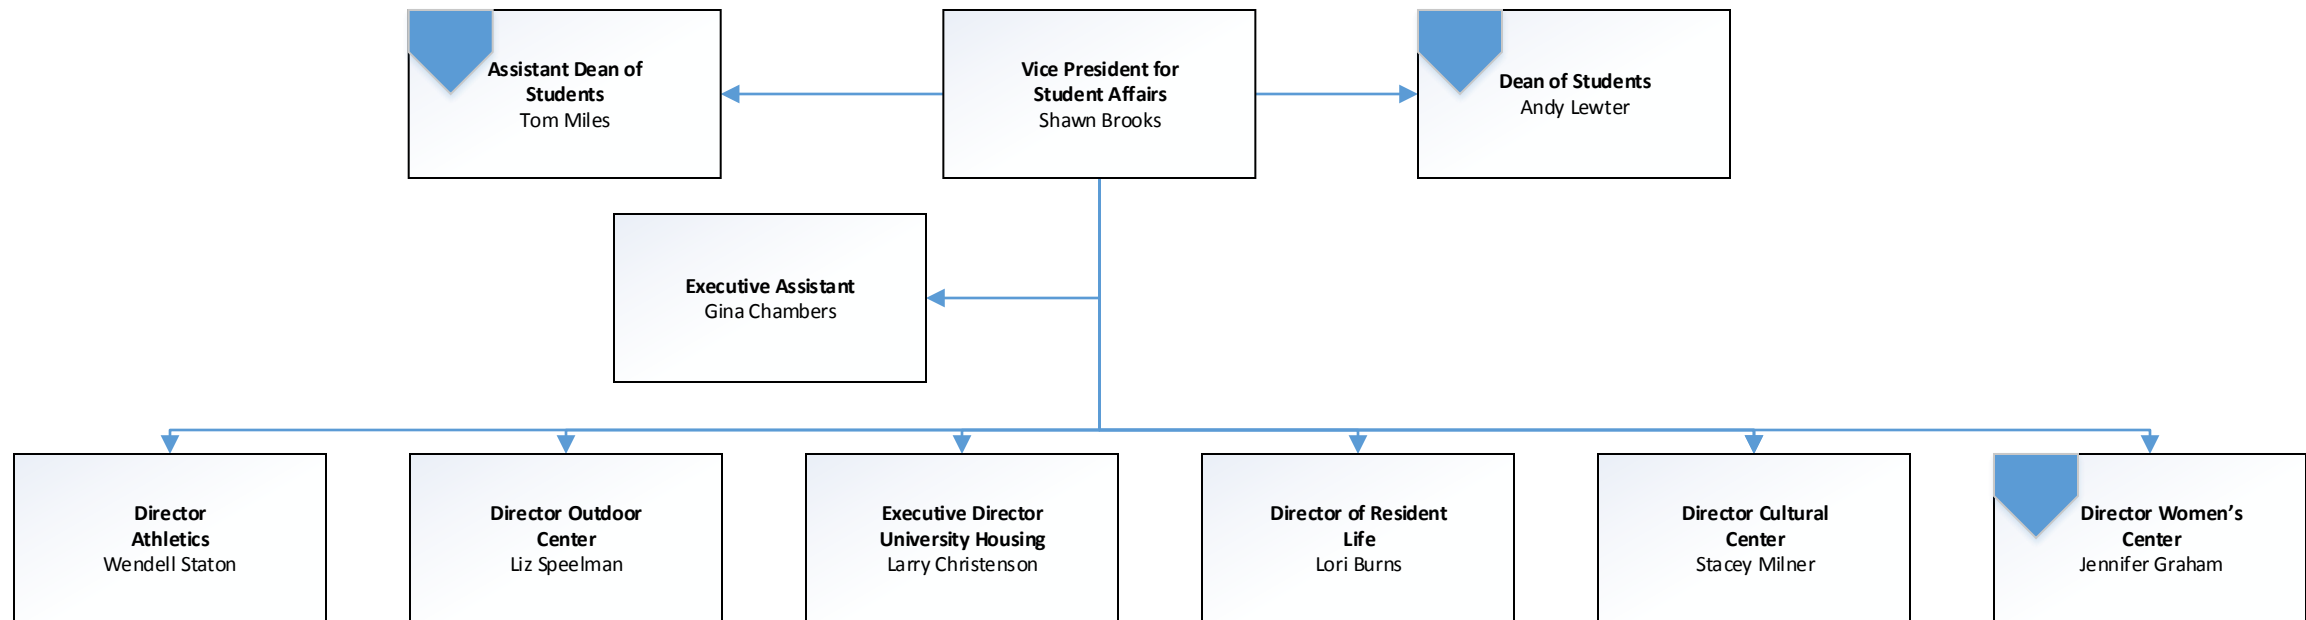 Assistant Dean of
Students
Tom Miles
Vice President for
Student Affairs
Shawn Brooks
Dean of Students
Andy Lewter
Executive Assistant
Gina Chambers
Director
Athletics
Wendell Staton
Director Outdoor
Center
Liz Speelman
Executive Director
University Housing
Larry Christenson
Director of Resident
Life
Lori Burns
Director Cultural
Center
Stacey Milner
Director Women’s
Center
Jennifer Graham